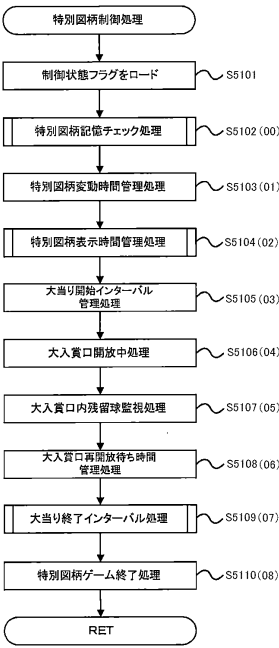 特別図柄制御処理
制御状態フラグをロード
S5101
特別図柄記憶チェック処理
S5102(00)
特別図柄変動時間管理処理
S5103(01)
特別図柄表示時間管理処理
S5104(02)
大当り開始インターバル
管理処理
S5105(03)
大入賞口開放中処理
S5106(04)
大入賞口内残留球監視処理
S5107(05)
大入賞口再開放待ち時間
管理処理
S5108(06)
大当り終了インターバル処理
S5109(07)
特別図柄ゲーム終了処理
S5110(08)
RET